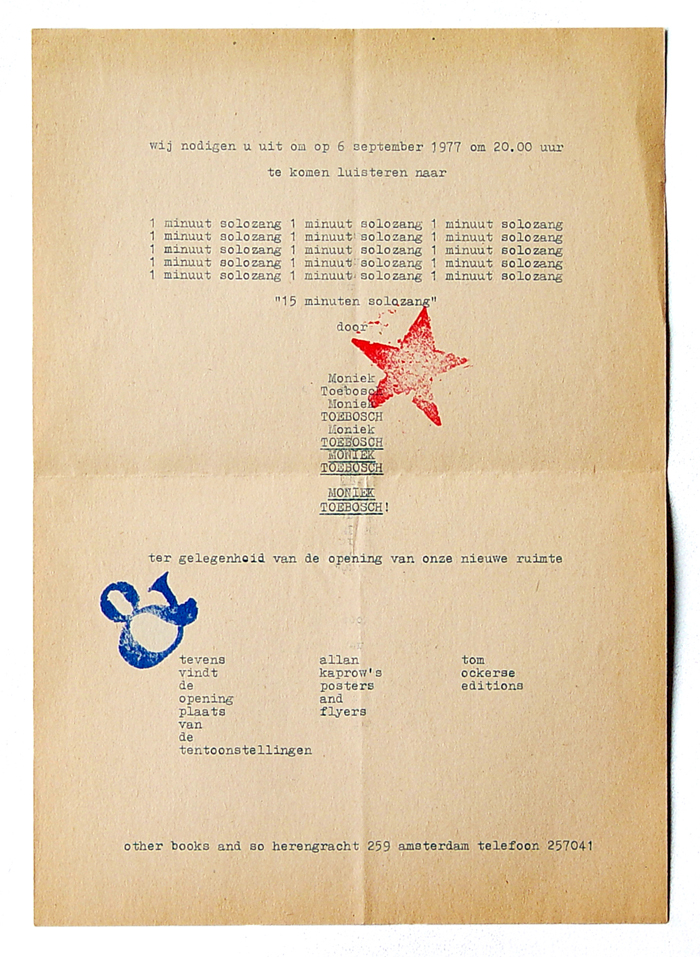 wij nodigen u uit om op 6 september 1977 om 20.00 uur
te komen luisteren naar
1 minuut solozang 1 minuut solozang 1 minuut solozang
1 minuut solozang 1 minuut solozang 1 minuut solozang
1 minuut solozang 1 minuut solozang 1 minuut solozang
1 minuut solozang 1 minuut solozang 1 minuut solozang
1 minuut solozang 1 minuut solozang 1 minuut solozang
"15 minuten solozang"
door
Moniek
Toebosch
Moniek
TOEBOSCH
Moniek
TOEBOSCH
MONIEK
TOEBOSCH
MONIEK
TOEBOSCH!
ter gelegenheid van de opening van onze nieuwe ruimte
&
tevens
vindt
de
opening
plaats
van
de
tentoonstellingen
allan
kaprow's
posters
and
flyers
tom
ockerse
editions
other books and so herengracht 259 amsterdam telefoon 257041